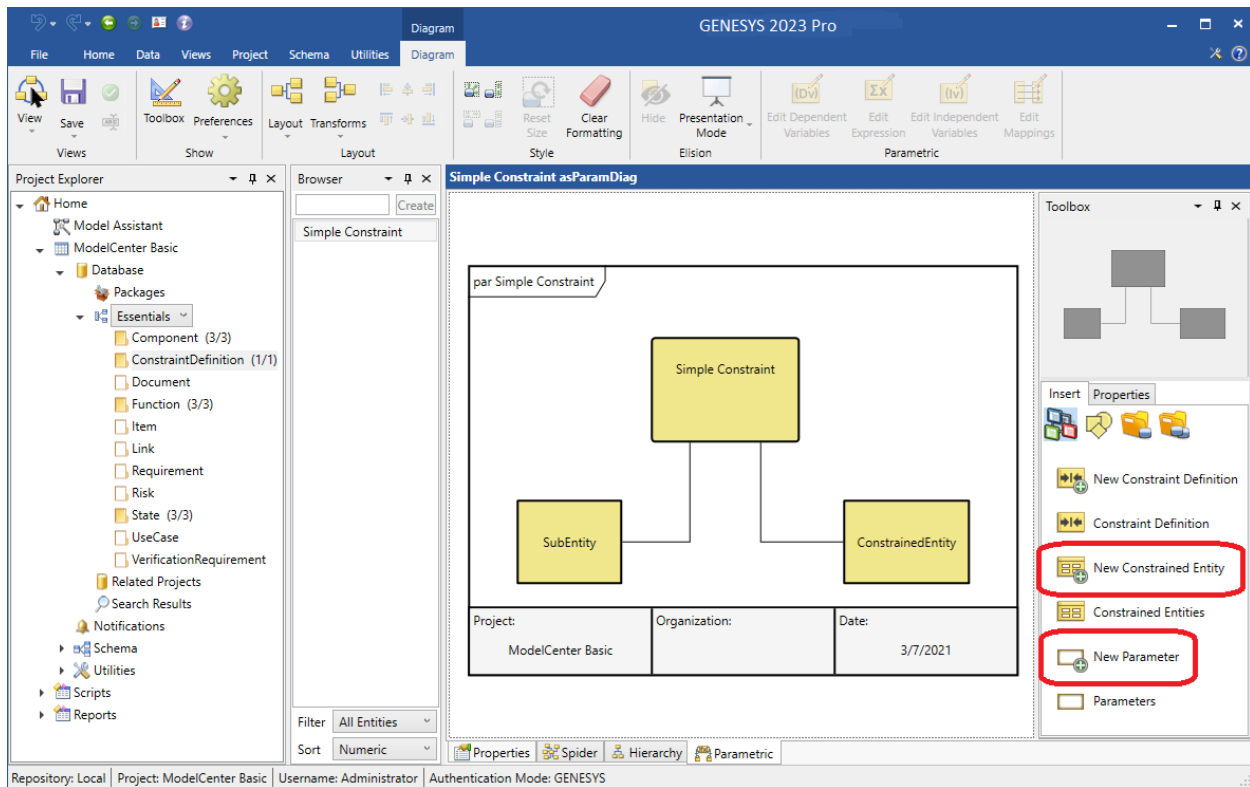 Diagram
GENESYS 2023 Pro
File Home Data Views Project Schema Utilities Diagram
View Save Toolbox Preferences Layout Transforms Reset Size Clear Formatting Hide Presentation Mode Edit Dependent Variables Edit Expression Edit Independent Variables Edit Mappings
Views Show Layout Style Elision Parametric
Project Explorer
Home
Model Assistant
ModelCenter Basic
Database
Packages
Essentials
Component (3/3)
ConstraintDefinition (1/1)
Document
Function (3/3)
Item
Link
Requirement
Risk
State (3/3)
UseCase
VerificationRequirement
Related Projects
Search Results
Notifications
Schema
Utilities
Scripts
Reports
Browser
Create
Simple Constraint
Filter All Entities
Sort Numeric
Simple Constraint asParamDiag
par Simple Constraint
Simple Constraint
SubEntity
ConstrainedEntity
Project: Organization: Date:
ModelCenter Basic 3/7/2021
Properties Spider Hierarchy Parametric
Toolbox
Insert Properties
New Constraint Definition
Constraint Definition
New Constrained Entity
Constrained Entities
New Parameter
Parameters
Repository: Local Project: ModelCenter Basic Username: Administrator Authentication Mode: GENESYS